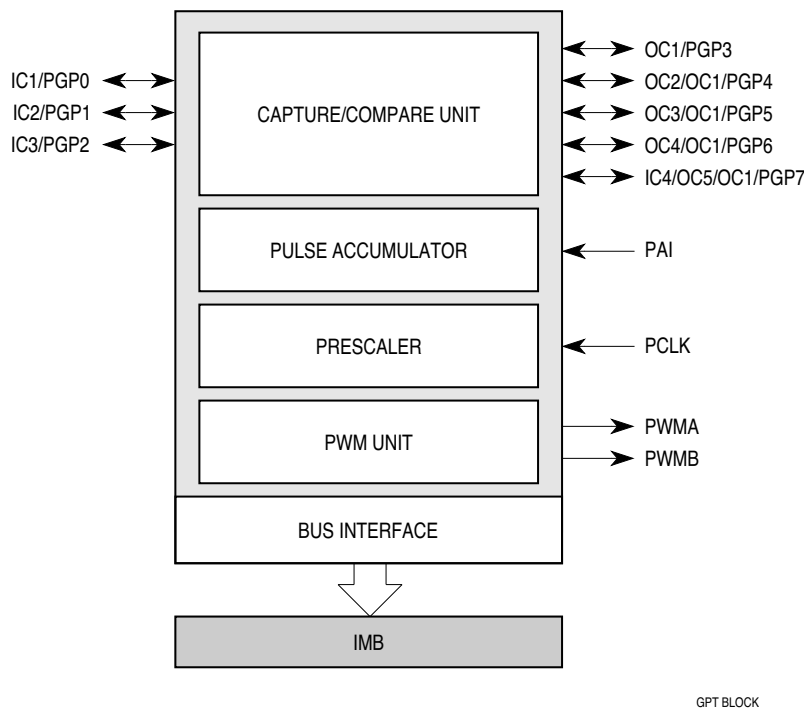 OC1/PGP3
IC1/PGP0
OC2/OC1/PGP4
IC2/PGP1
CAPTURE/COMPARE UNIT
OC3/OC1/PGP5
IC3/PGP2
OC4/OC1/PGP6
IC4/OC5/OC1/PGP7
PULSE ACCUMULATOR
PAI
PRESCALER
PCLK
PWM UNIT
PWMA
PWMB
BUS INTERFACE
IMB
GPT BLOCK